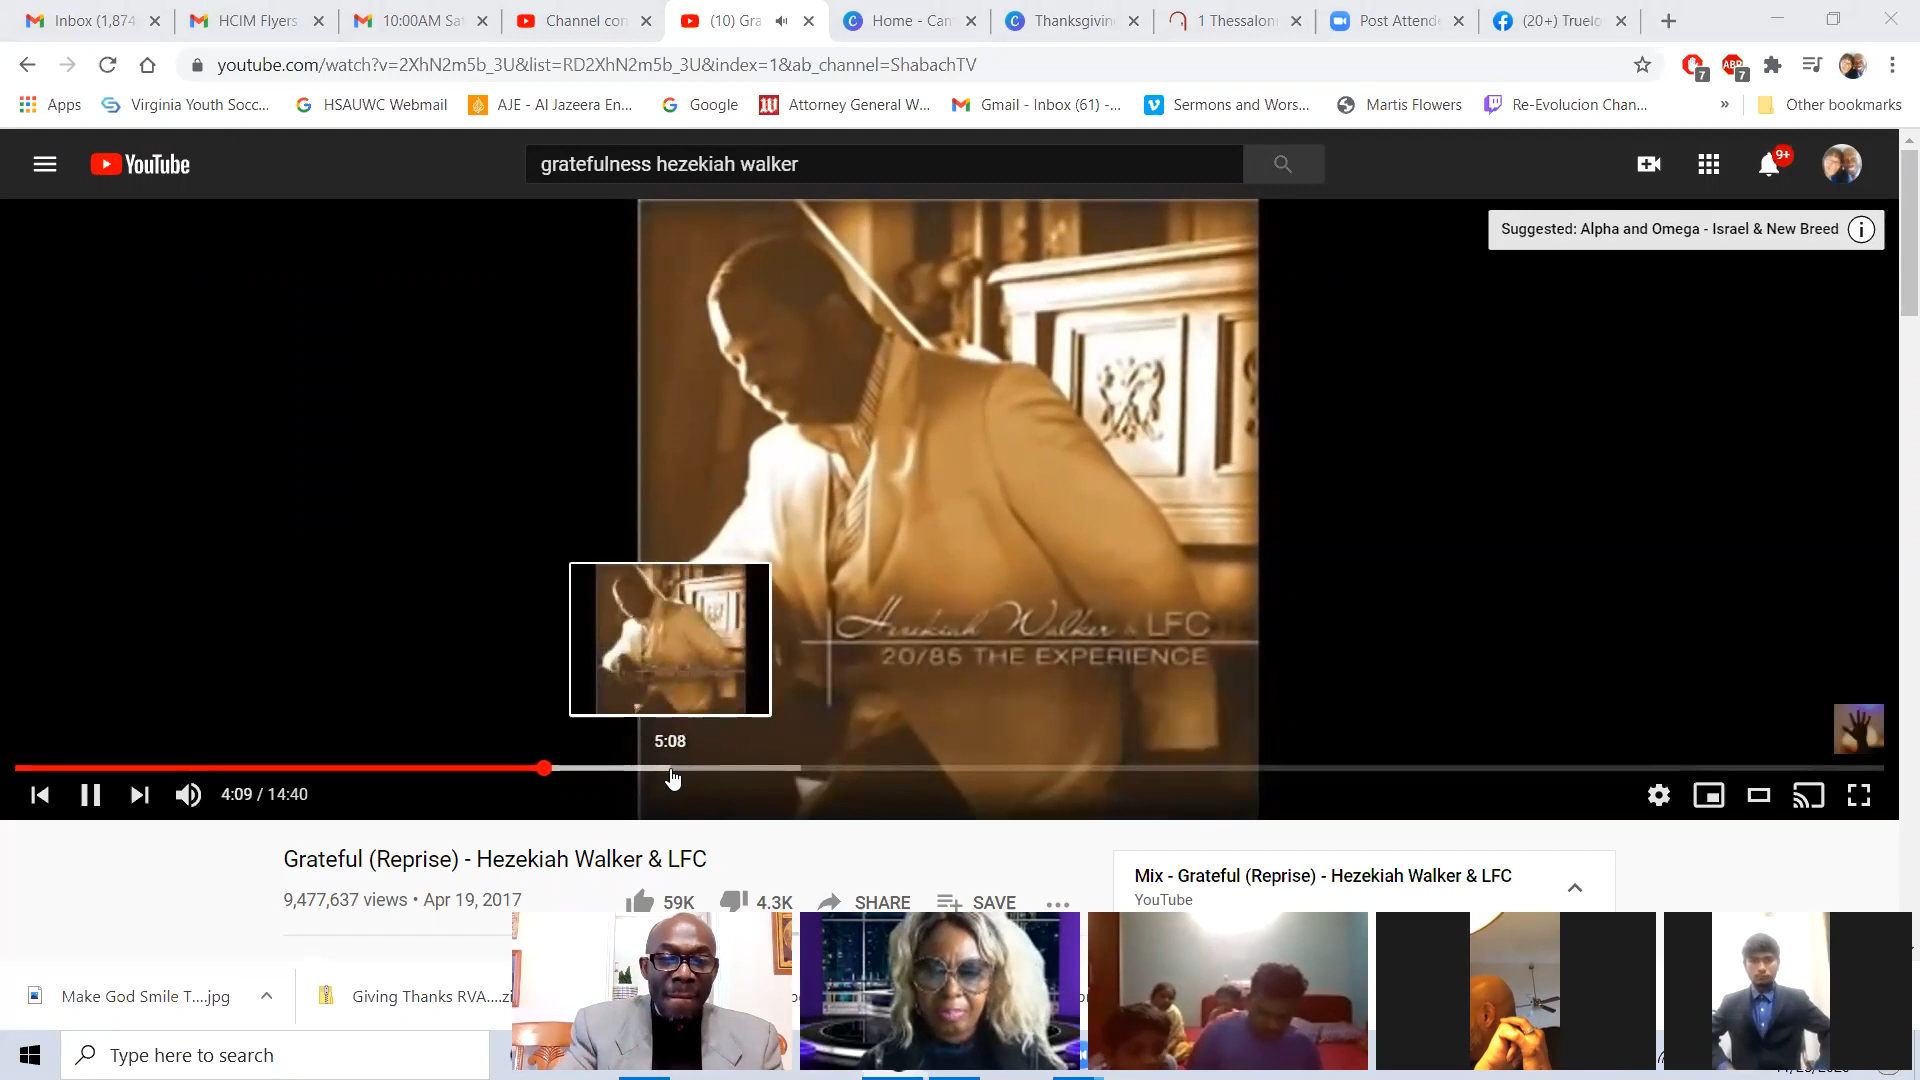 Inbox (1,874
HCIM Flyers
10:00AM Sa
Channel con
(10) Gra
Home - Can
Thanksgivin
1 Thessalon
Post Attend
(20+) Truelo
youtube.com/watch?v=2XhN2m5b_3U&list=RD2XhN2m5b_3U&index=1&ab_channel=ShabachTV
7
ABP
7
Apps
Virginia Youth Socc...
HSAUWC Webmail
AJE - Al Jazeera En...
Google
Attorney General W...
Gmail - Inbox (61) -...
Sermons and Wors...
Martis Flowers
Re-Evolucion Chan...
»
Other bookmarks
YouTube
gratefulness hezekiah walker
9+
Suggested: Alpha and Omega - Israel & New Breed
Hezekiah Walker & LFC
20/85 THE EXPERIENCE
5:08
4:09 / 14:40
Grateful (Reprise) - Hezekiah Walker & LFC
9,477,637 views • Apr 19, 2017
59K
4.3K
SHARE
SAVE
Mix - Grateful (Reprise) - Hezekiah Walker & LFC
YouTube
Make God Smile T....jpg
Giving Thanks RVA....zi
Type here to search